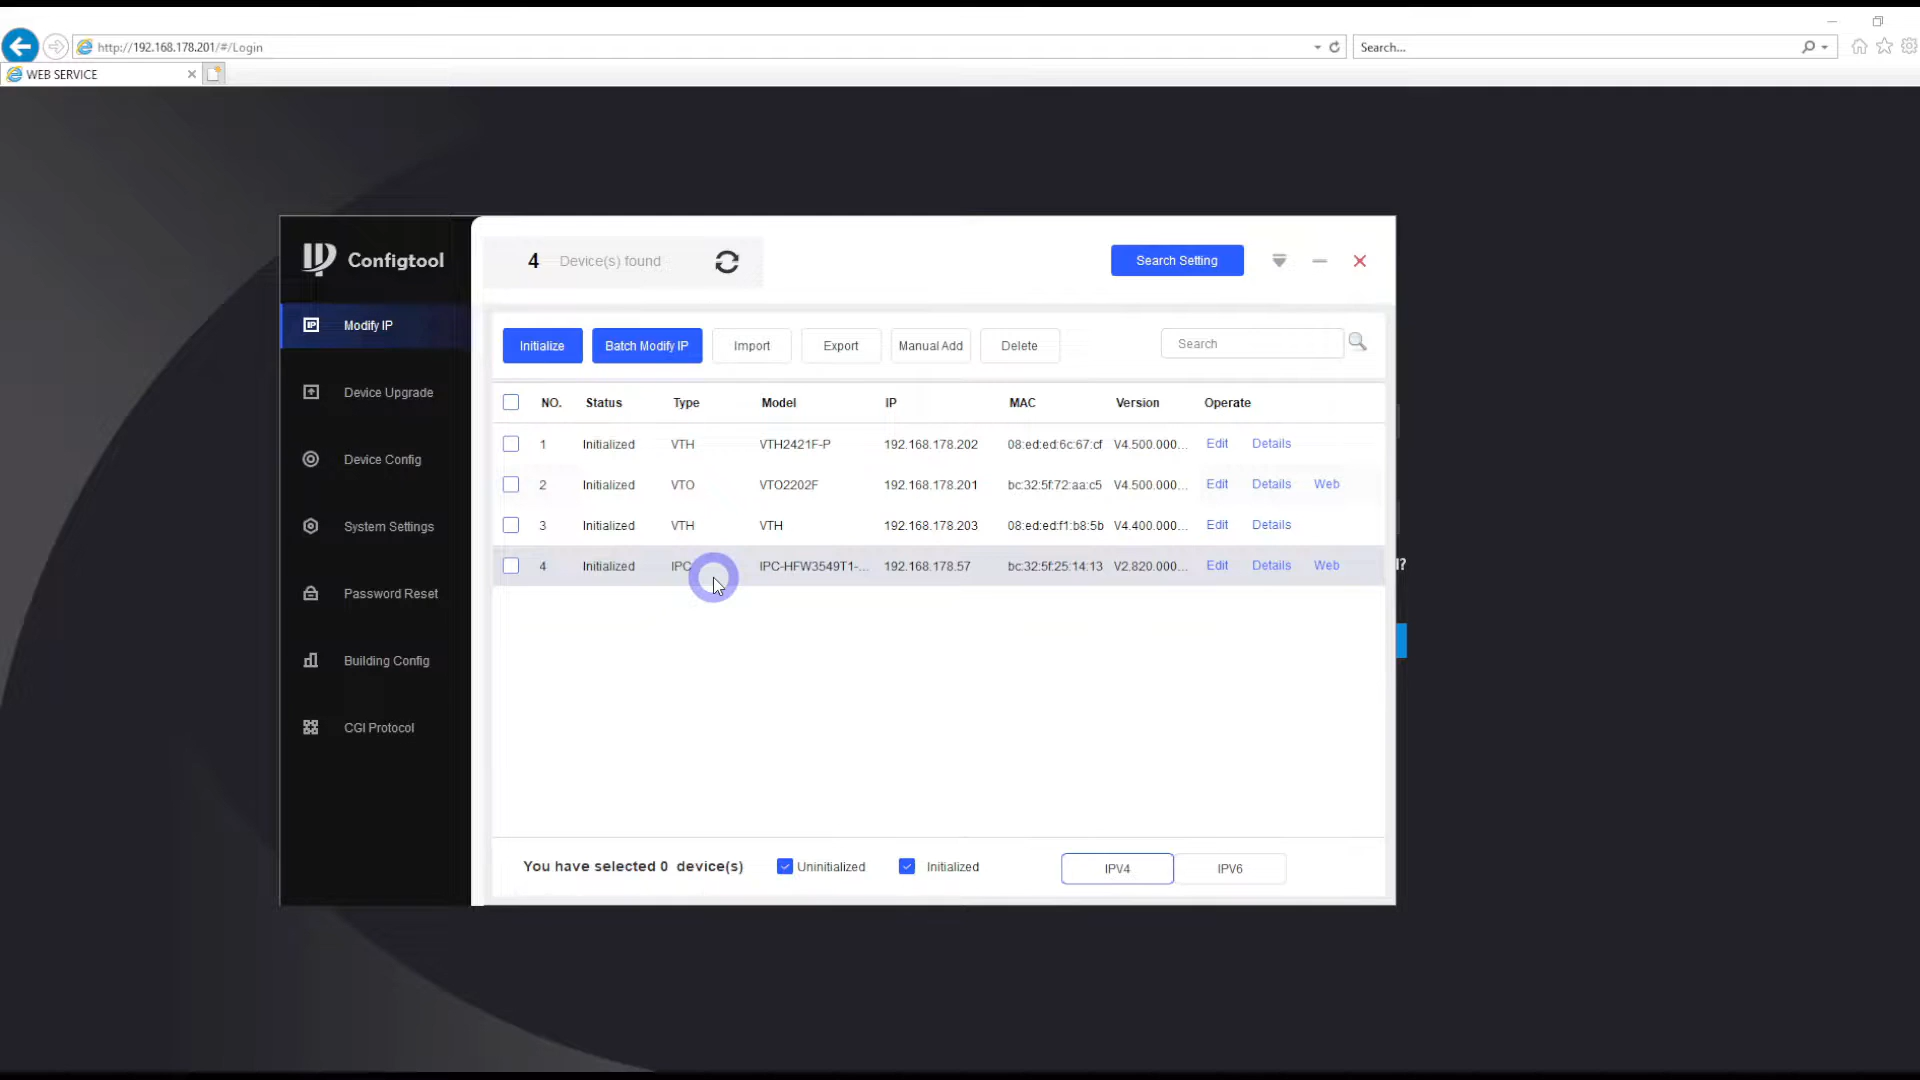 http://192.168.178.201/#/Login
Search...
WEB SERVICE
Configtool
4 Device(s) found
Search Setting
Modify IP
Initialize Batch Modify IP Import Export Manual Add Delete Search
Device Upgrade
NO. Status Type Model IP MAC Version Operate
1 Initialized VTH VTH2421F-P 192.168.178.202 08:ed:ed:6c:67:cf V4.500.000... Edit Details
Device Config
2 Initialized VTO VTO2202F 192.168.178.201 bc:32:5f:72:aa:c5 V4.500.000... Edit Details Web
System Settings
3 Initialized VTH VTH 192.168.178.203 08:ed:ed:f1:b8:5b V4.400.000... Edit Details
4 Initialized IPC IPC-HFW3549T1-... 192.168.178.57 bc:32:5f:25:14:13 V2.820.000... Edit Details Web
Password Reset
Building Config
CGI Protocol
You have selected 0 device(s) Uninitialized Initialized IPV4 IPV6